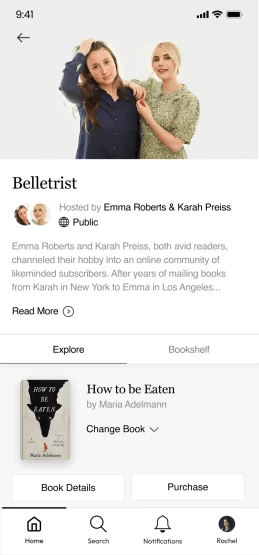 9:41
Belletrist
Hosted by Emma Roberts & Karah Preiss
Public
Emma Roberts and Karah Preiss, both avid readers,
channeled their hobby into an online community of
likeminded subscribers. After years of mailing books
from Karah in New York to Emma in Los Angeles...
Read More
Explore
Bookshelf
HOW TO
BE
EATEN
Maria Adelmann
How to be Eaten
by Maria Adelmann
Change Book
Book Details
Purchase
Home
Search
Notifications
Rachel